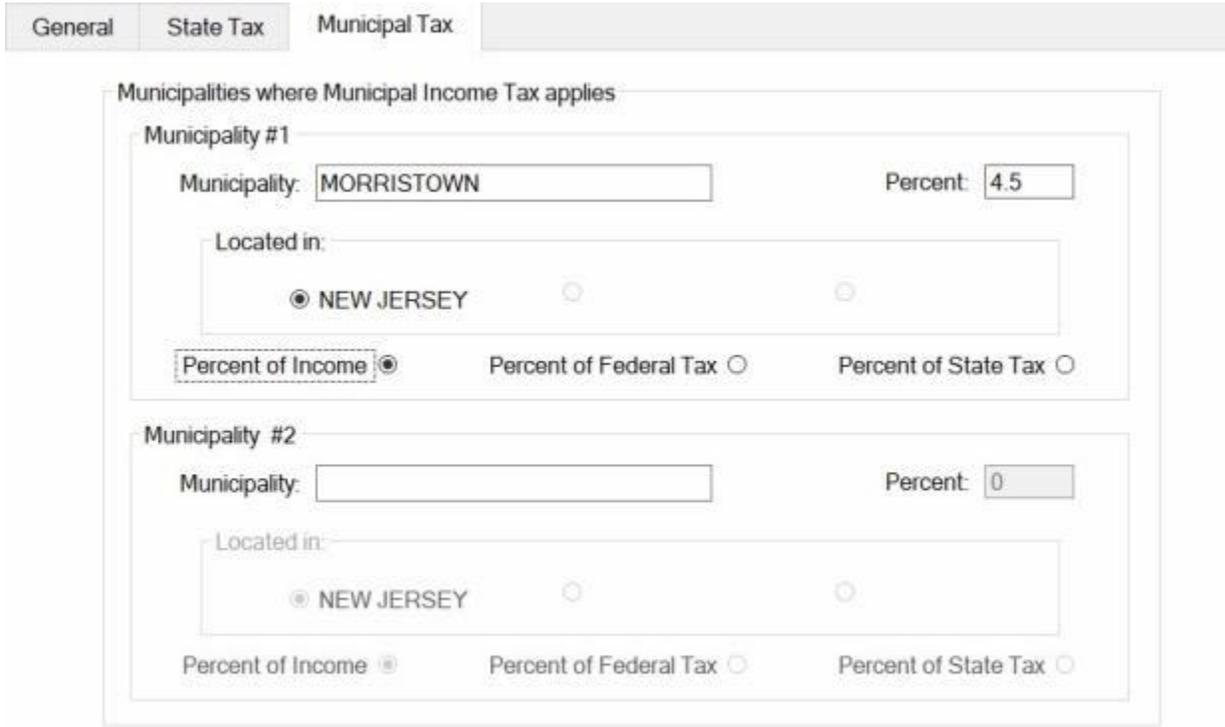 General State Tax Municipal Tax
Municipalities where Municipal Income Tax applies
Municipality #1
Municipality: MORRISTOWN Percent: 4.5
Located in:
NEW JERSEY
Percent of Income Percent of Federal Tax Percent of State Tax
Municipality #2
Municipality: Percent: 0
Located in:
NEW JERSEY
Percent of Income Percent of Federal Tax Percent of State Tax